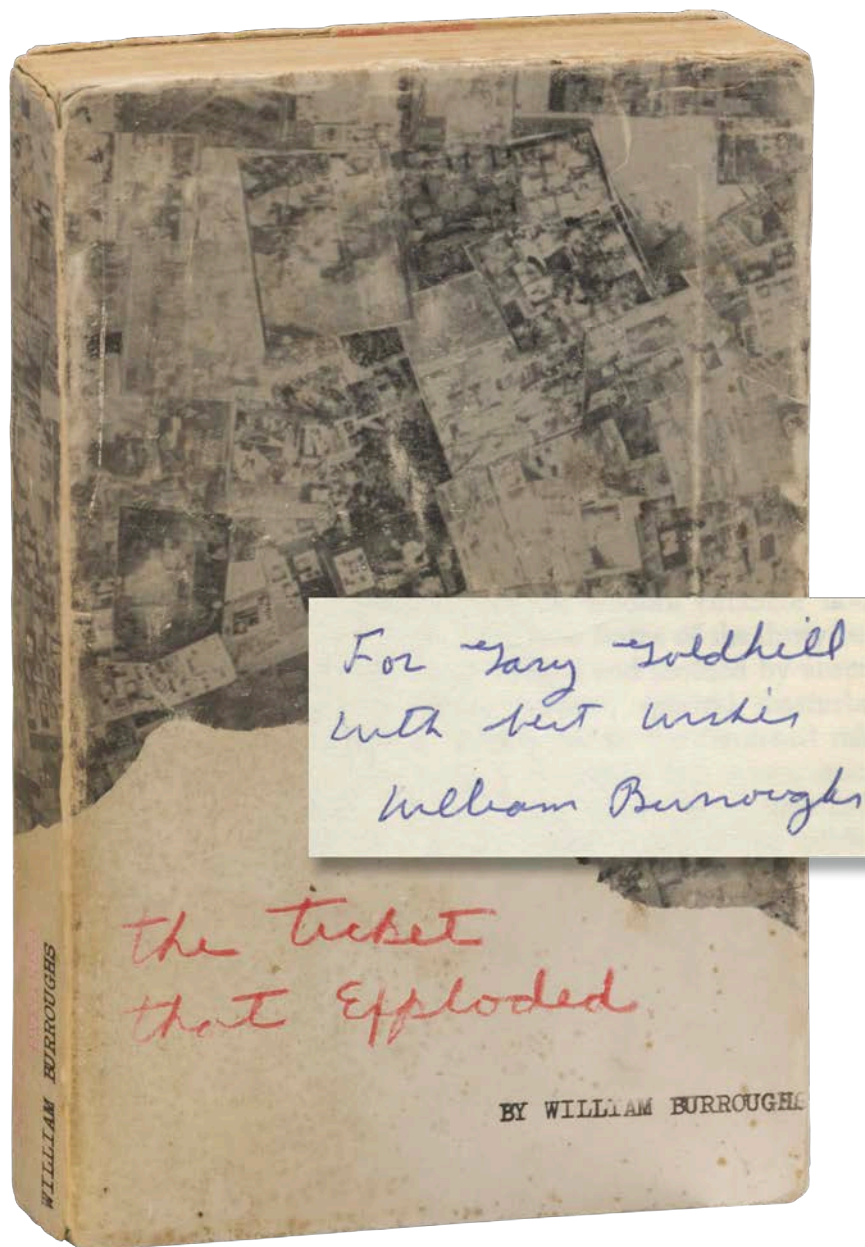 For Gary Goldhill
with best wishes
William Burroughs
the ticket
that Exploded
BY WILLIAM BURROUGHS
WILLIAM BURROUGHS